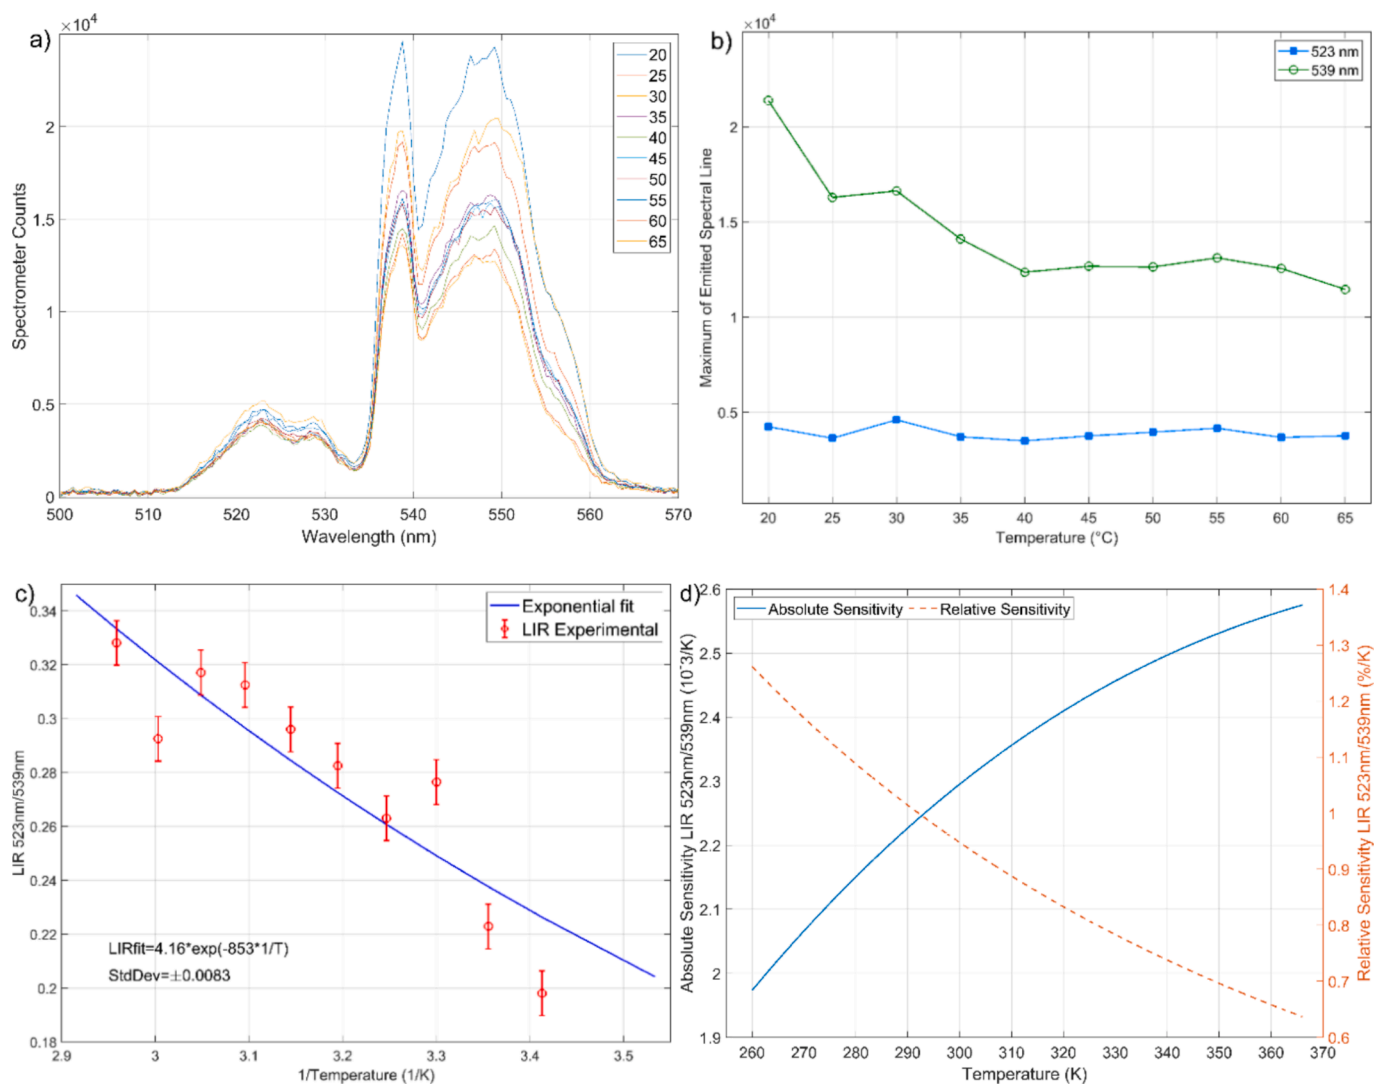 a)
×10⁴
Spectrometer Counts
2
1.5
1
0.5
0
500 510 520 530 540 550 560 570
Wavelength (nm)
20
25
30
35
40
45
50
55
60
65
b)
×10⁴
Maximum of Emitted Spectral Line
2
1.5
1
0.5
20 25 30 35 40 45 50 55 60 65
Temperature (°C)
523 nm
539 nm
c)
LIR 523nm/539nm
0.34
0.32
0.3
0.28
0.26
0.24
0.22
0.2
0.18
2.9 3 3.1 3.2 3.3 3.4 3.5
1/Temperature (1/K)
Exponential fit
LIR Experimental
LIRfit=4.16*exp(-853*1/T)
StdDev=±0.0083
d)
Absolute Sensitivity LIR 523nm/539nm (10⁻3/K)
2.6
2.5
2.4
2.3
2.2
2.1
2
1.9
260 270 280 290 300 310 320 330 340 350 360 370
Temperature (K)
Absolute Sensitivity Relative Sensitivity
1.4
1.3
1.2
1.1
1
0.9
0.8
0.7
0.6
Relative Sensitivity LIR 523nm/539nm (%/K)